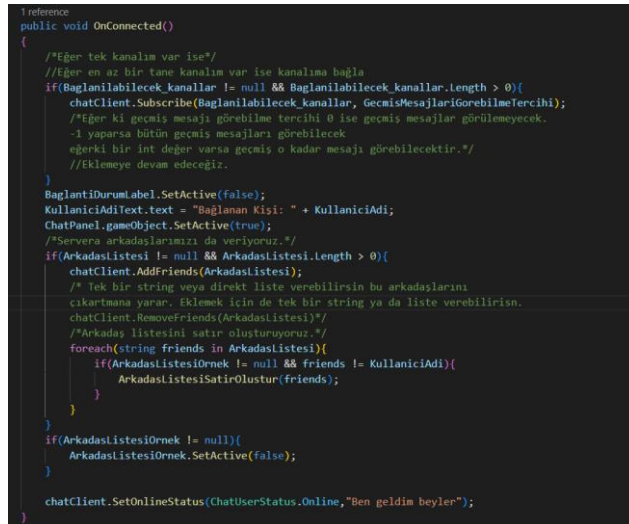 1 reference
public void OnConnected()
{
/*Eğer tek kanalım var ise*/
//Eğer en az bir tane kanalım var ise kanalıma bağla
if(Baglanilabilecek_kanallar != null && Baglanilabilecek_kanallar.Length > 0){
chatClient.Subscribe(Baglanilabilecek_kanallar, GecmisMesajlariGorebilmeTercihi);
/*Eğer ki geçmiş mesajı görebilme tercihi 0 ise geçmiş mesajlar görülemeyecek.
-1 yaparsa bütün geçmiş mesajları görebilecek
eğerki bir int değer varsa geçmiş o kadar mesajı görebilecektir.*/
//Eklemeye devam edeceğiz.
}
BaglantiDurumLabel.SetActive(false);
KullaniciAdiText.text = "Bağlanan Kişi: " + KullaniciAdi;
ChatPanel.gameObject.SetActive(true);
/*Servera arkadaşlarımızı da veriyoruz.*/
if(ArkadasListesi != null && ArkadasListesi.Length > 0){
chatClient.AddFriends(ArkadasListesi);
/* Tek bir string veya direkt liste verebilirsin bu arkadaşlarını
çıkartmana yarar. Eklemek için de tek bir string ya da liste verebilirisn.
chatClient.RemoveFriends(ArkadasListesi)*/
/*Arkadaş listesini satır oluşturuyoruz.*/
foreach(string friends in ArkadasListesi){
if(ArkadasListesiOrnek != null && friends != KullaniciAdi){
ArkadasListesiSatirOlustur(friends);
}
}
}
if(ArkadasListesiOrnek != null){
ArkadasListesiOrnek.SetActive(false);
}
chatClient.SetOnlineStatus(ChatUserStatus.Online,"Ben geldim beyler");
}